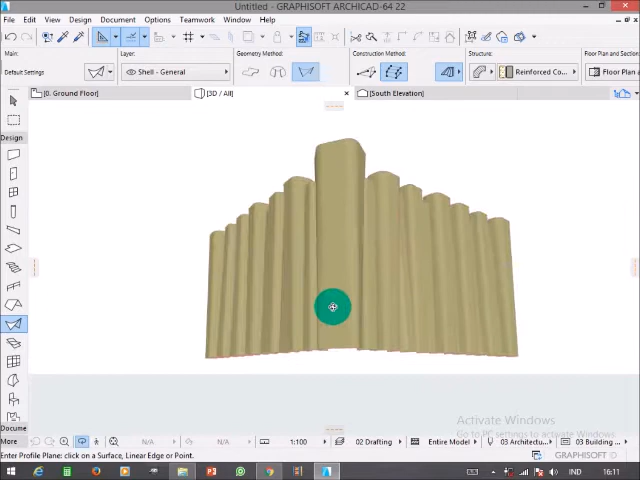 Untitled - GRAPHISOFT ARCHICAD-64 22
File Edit View Design Document Options Teamwork Window Help
Main: Layer: Geometry Method: Construction Method: Structure: Floor Plan and Section
Default Settings Shell - General Reinforced Co... Floor Plan a
[0. Ground Floor] [3D / All] [South Elevation]
Design
Activate Windows
Go to PC settings to activate Windows.
Docume
More N/A N/A 1:100 02 Drafting Entire Model 03 Architectu... 03 Building
Enter Profile Plane: click on a Surface, Linear Edge or Point.
GRAPHISOFT
IND 16:11